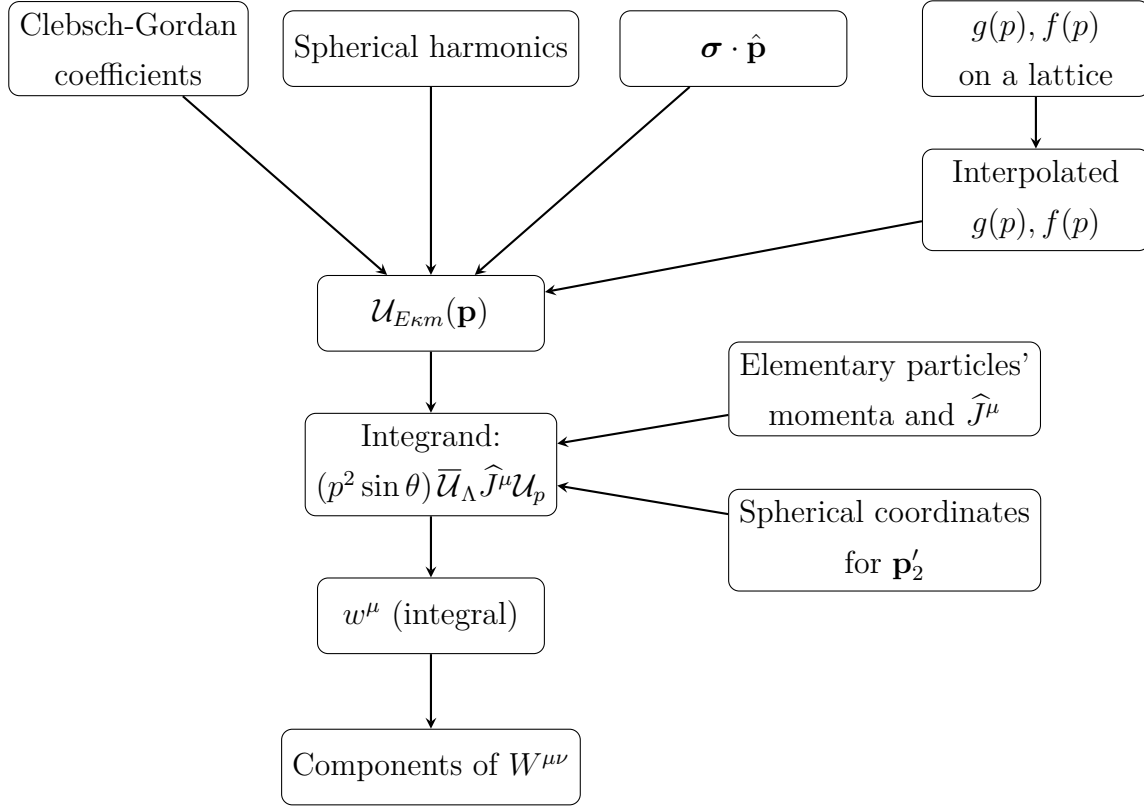 Clebsch-Gordan
coefficients
Spherical harmonics
𝝈 · p̂
g(p), f(p)
on a lattice
Interpolated
g(p), f(p)
𝒰_{Eκm}(𝐩)
Elementary particles'
momenta and Ĵ^μ
Integrand:
(p² sin θ) 𝒰̅_Λ Ĵ^μ 𝒰_p
Spherical coordinates
for 𝐩′₂
w^μ (integral)
Components of W^{μν}